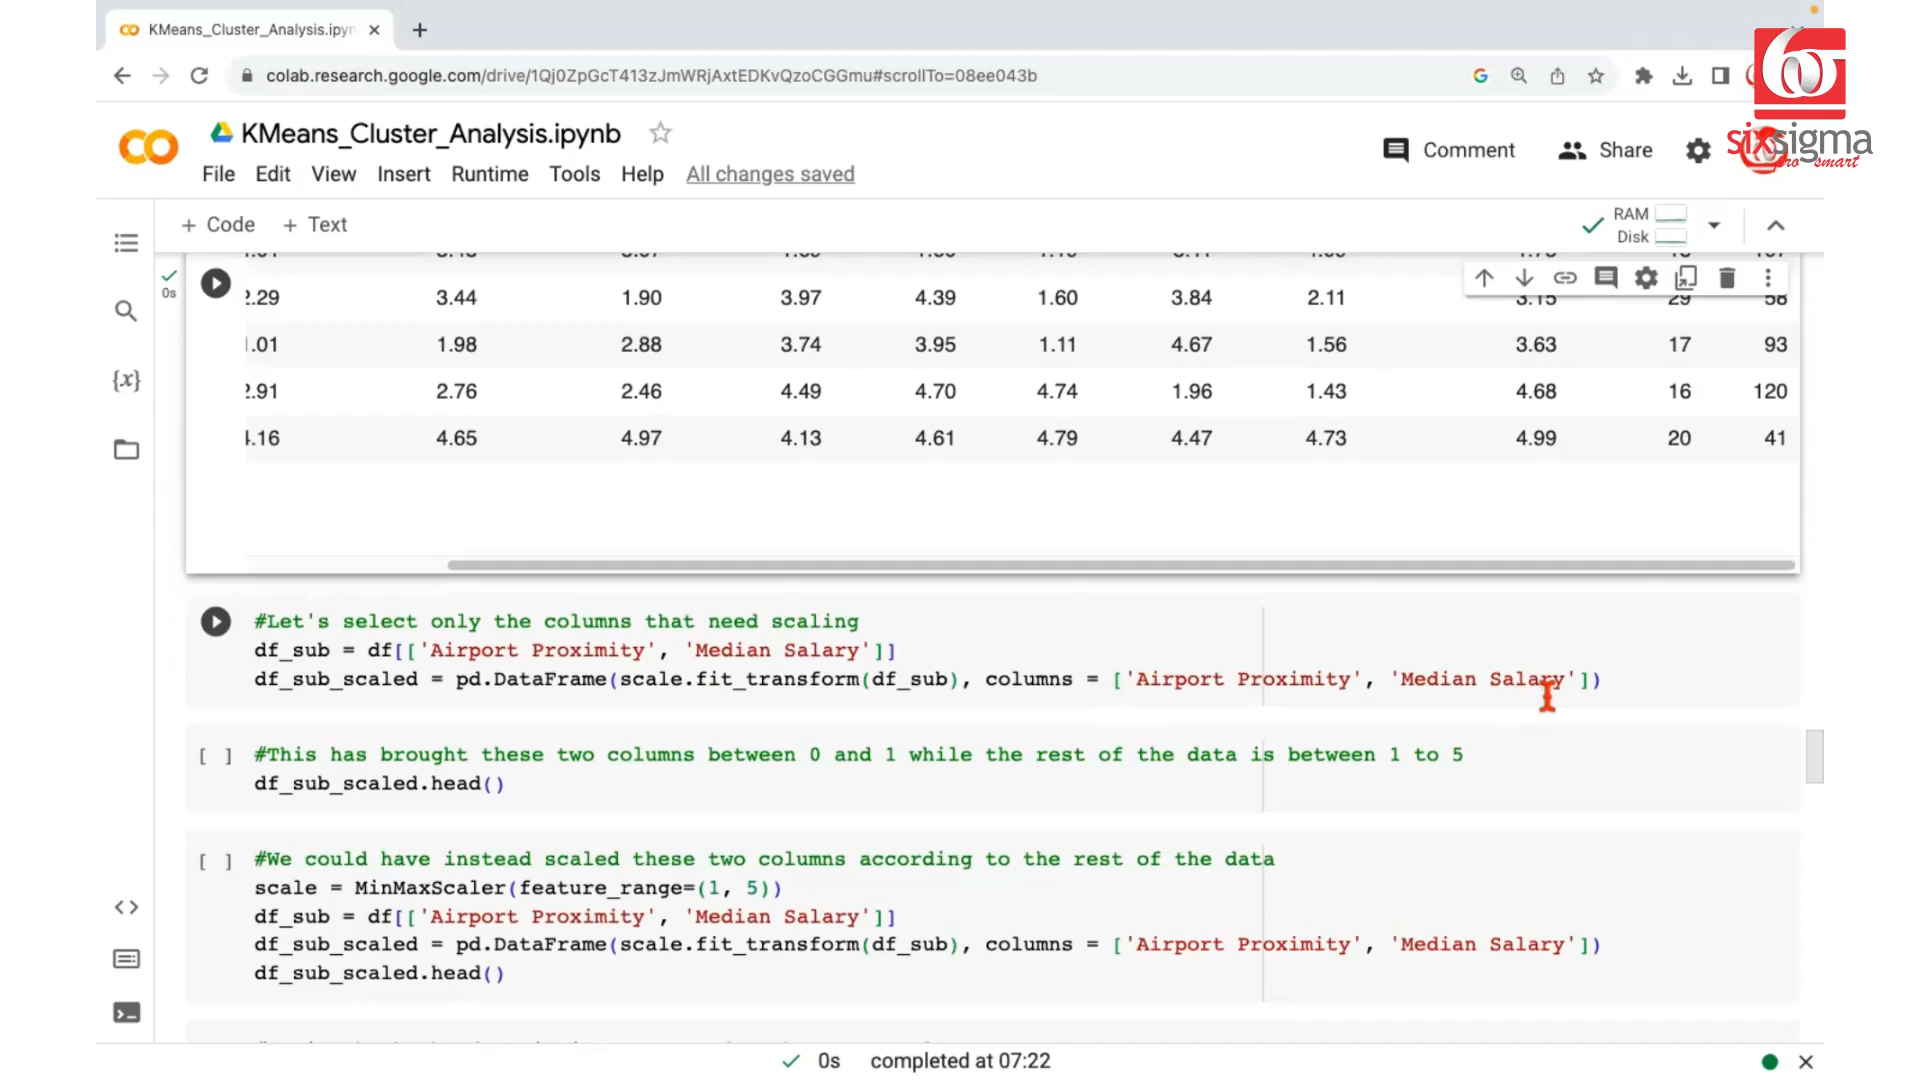 KMeans_Cluster_Analysis.ipyn
colab.research.google.com/drive/1Qj0ZpGcT413zJmWRjAxtEDKvQzoCGGmu#scrollTo=08ee043b
KMeans_Cluster_Analysis.ipynb
Comment
Share
sixsigma
pro smart
File Edit View Insert Runtime Tools Help All changes saved
+ Code + Text
RAM
Disk
0s
2.29 3.44 1.90 3.97 4.39 1.60 3.84 2.11 3.15 29 58
1.01 1.98 2.88 3.74 3.95 1.11 4.67 1.56 3.63 17 93
2.91 2.76 2.46 4.49 4.70 4.74 1.96 1.43 4.68 16 120
4.16 4.65 4.97 4.13 4.61 4.79 4.47 4.73 4.99 20 41
#Let's select only the columns that need scaling
df_sub = df[['Airport Proximity', 'Median Salary']]
df_sub_scaled = pd.DataFrame(scale.fit_transform(df_sub), columns = ['Airport Proximity', 'Median Salary'])
[ ] #This has brought these two columns between 0 and 1 while the rest of the data is between 1 to 5
df_sub_scaled.head()
[ ] #We could have instead scaled these two columns according to the rest of the data
scale = MinMaxScaler(feature_range=(1, 5))
df_sub = df[['Airport Proximity', 'Median Salary']]
df_sub_scaled = pd.DataFrame(scale.fit_transform(df_sub), columns = ['Airport Proximity', 'Median Salary'])
df_sub_scaled.head()
0s completed at 07:22